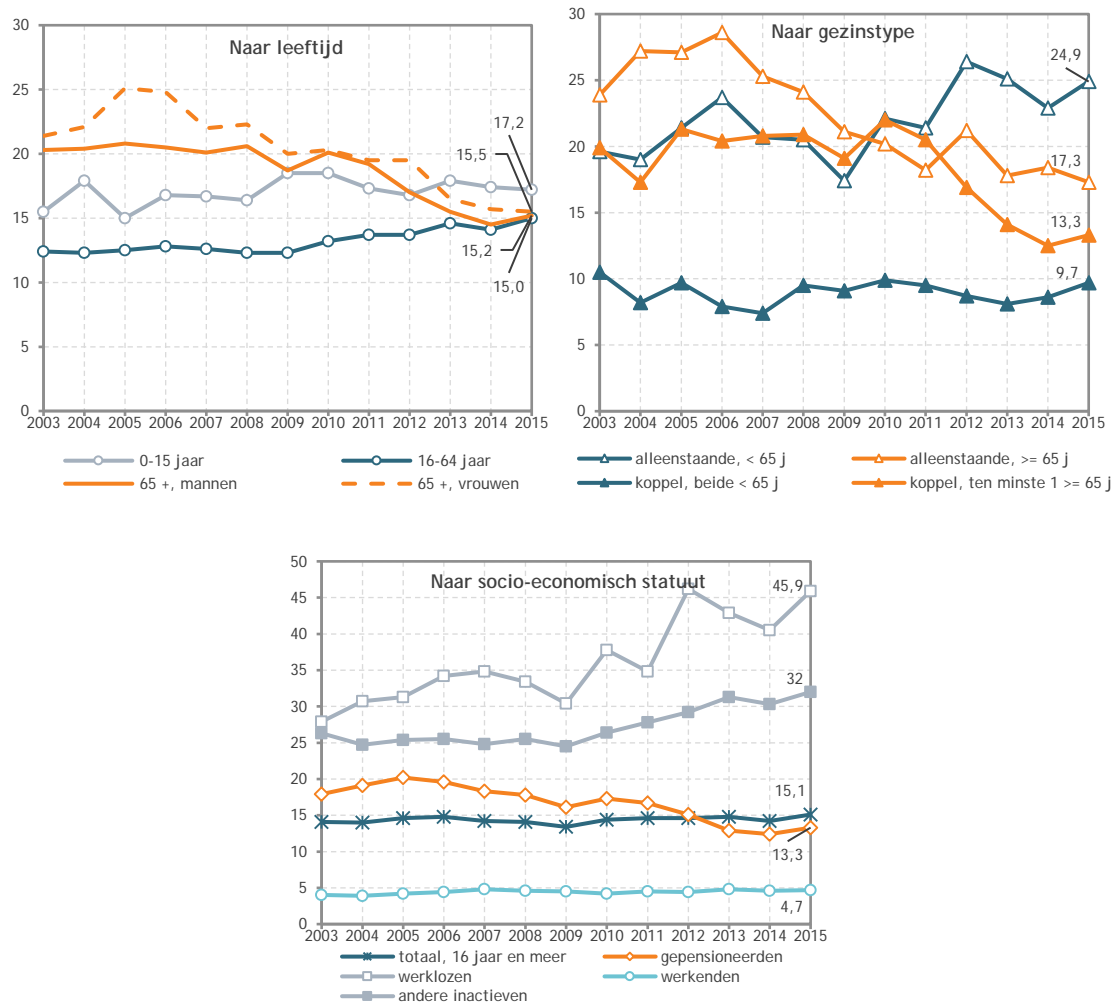 Naar leeftijd
30
25
20
15
10
5
0
17,2
15,5
15,2
15,0
2003 2004 2005 2006 2007 2008 2009 2010 2011 2012 2013 2014 2015
0-15 jaar
16-64 jaar
65 +, mannen
65 +, vrouwen
Naar gezinstype
30
25
20
15
10
5
0
24,9
17,3
13,3
9,7
2003 2004 2005 2006 2007 2008 2009 2010 2011 2012 2013 2014 2015
alleenstaande, < 65 j
alleenstaande, >= 65 j
koppel, beide < 65 j
koppel, ten minste 1 >= 65 j
Naar socio-economisch statuut
50
45
40
35
30
25
20
15
10
5
0
45,9
32
15,1
13,3
4,7
2003 2004 2005 2006 2007 2008 2009 2010 2011 2012 2013 2014 2015
totaal, 16 jaar en meer
gepensioneerden
werklozen
werkenden
andere inactieven